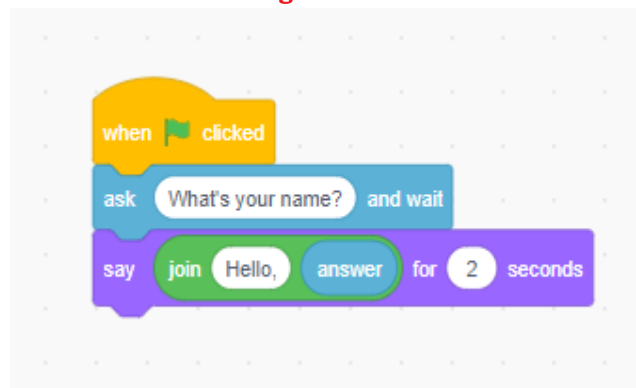 when clicked
ask What's your name? and wait
say join Hello, answer for 2 seconds